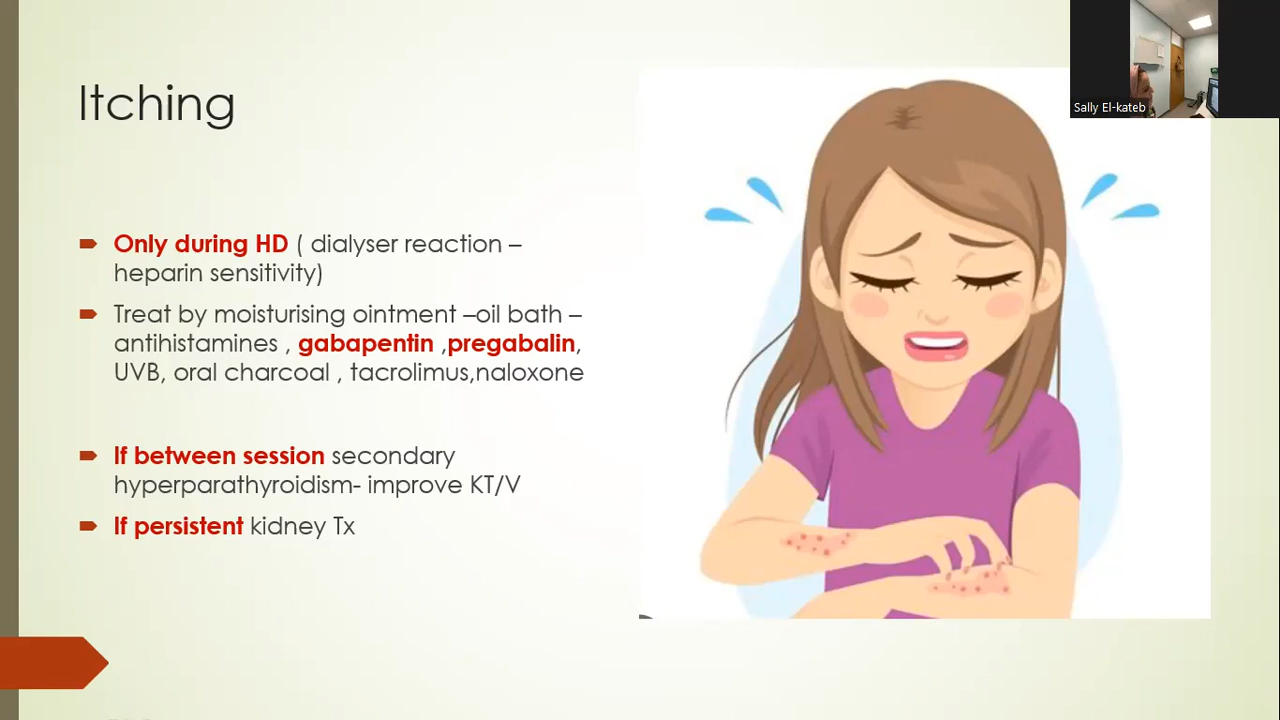 Itching
Only during HD ( dialyser reaction –
heparin sensitivity)
Treat by moisturising ointment –oil bath –
antihistamines , gabapentin ,pregabalin,
UVB, oral charcoal , tacrolimus,naloxone
If between session secondary
hyperparathyroidism- improve KT/V
If persistent kidney Tx
Sally El-kateb